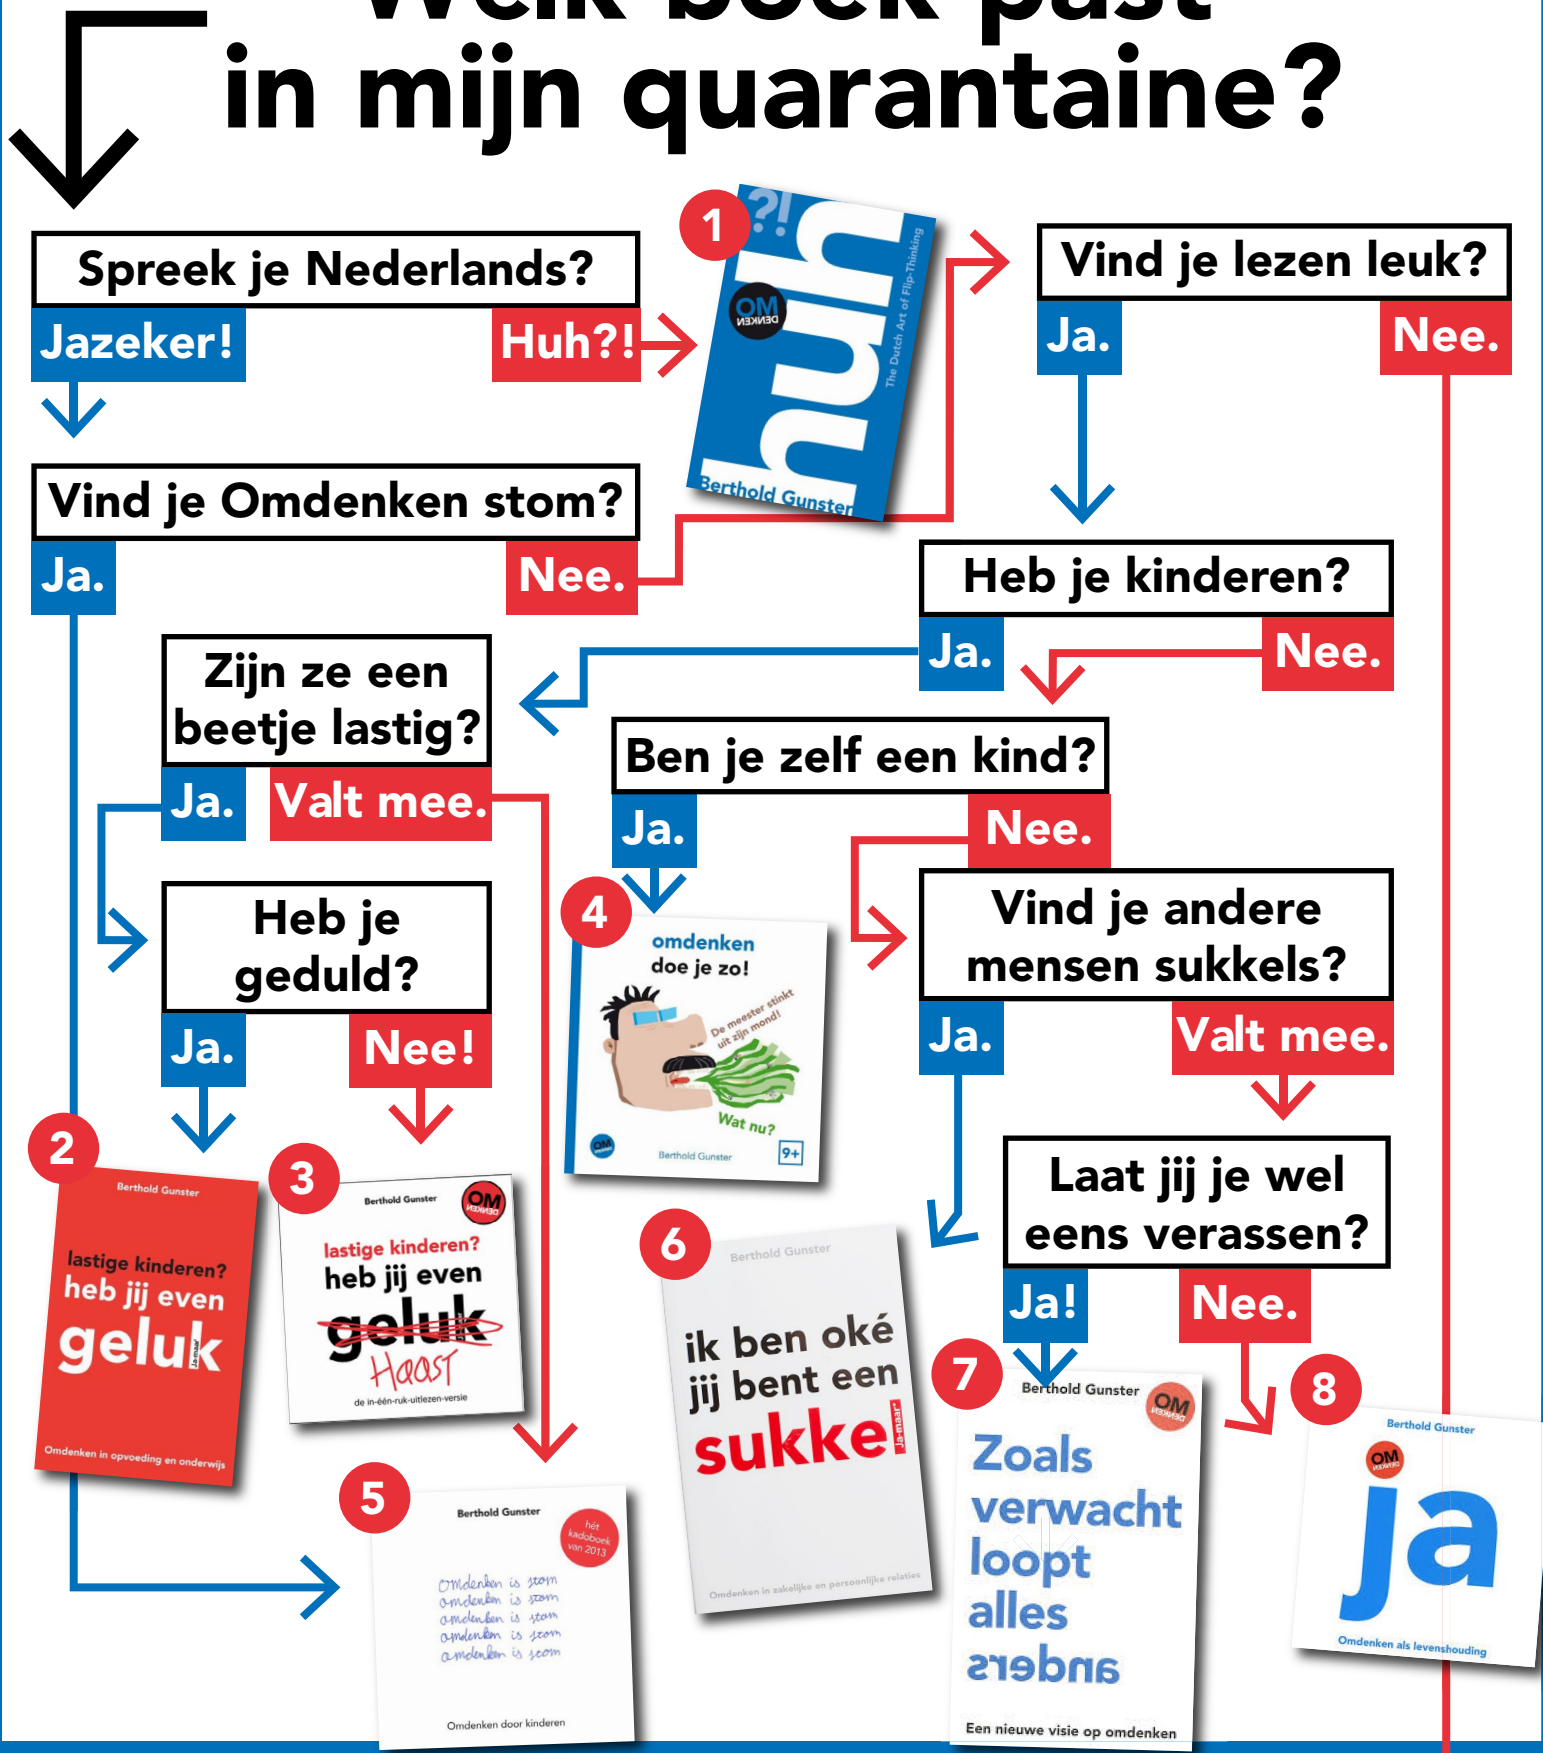 Welk boek past
in mijn quarantaine?
Spreek je Nederlands?
Jazeker!
Huh?!
1
?!
huh
OM
DENKEN
The Dutch Art of Flip-Thinking
Berthold Gunster
Vind je lezen leuk?
Ja.
Nee.
Vind je Omdenken stom?
Ja.
Nee.
Heb je kinderen?
Ja.
Nee.
Zijn ze een
beetje lastig?
Ja.
Valt mee.
Ben je zelf een kind?
Ja.
Nee.
Heb je
geduld?
Ja.
Nee!
4
omdenken
doe je zo!
De meester stinkt
uit zijn mond!
Wat nu?
OM
Berthold Gunster
9+
Vind je andere
mensen sukkels?
Ja.
Valt mee.
Laat jij je wel
eens verassen?
Ja!
Nee.
2
Berthold Gunster
lastige kinderen?
heb jij even
geluk
Ja-maar
Omdenken in opvoeding en onderwijs
3
Berthold Gunster
OM
DENKEN
lastige kinderen?
heb jij even
geluk
Haast
de in-één-ruk-uitlezen-versie
6
Berthold Gunster
ik ben oké
jij bent een
sukkel
Ja-maar
Omdenken in zakelijke en persoonlijke relaties
7
Berthold Gunster
OM
DENKEN
Zoals
verwacht
loopt
alles
anders
Een nieuwe visie op omdenken
8
Berthold Gunster
OM
DENKEN
ja
Omdenken als levenshouding
5
Berthold Gunster
hét
kadoboek
van 2013
omdenken is stom
omdenken is stom
omdenken is stom
omdenken is stom
omdenken is stom
Omdenken door kinderen